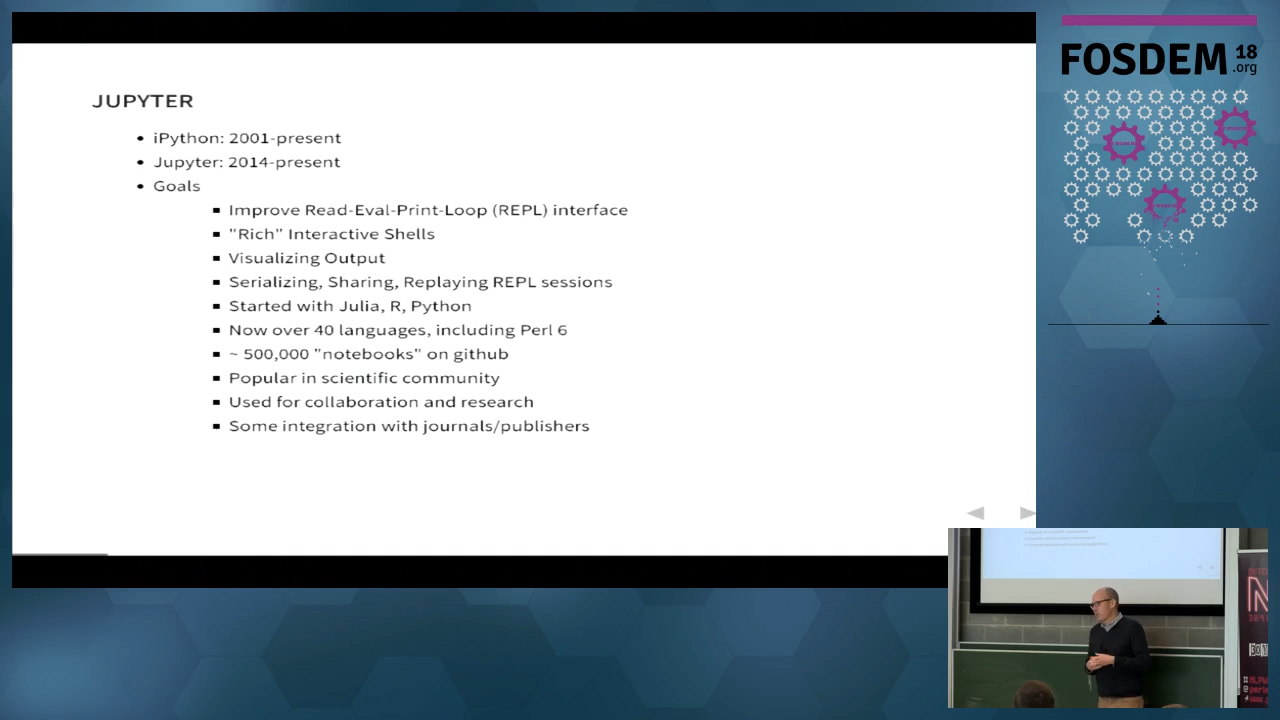 JUPYTER
iPython: 2001-present
Jupyter: 2014-present
Goals
Improve Read-Eval-Print-Loop (REPL) interface
"Rich" Interactive Shells
Visualizing Output
Serializing, Sharing, Replaying REPL sessions
Started with Julia, R, Python
Now over 40 languages, including Perl 6
~ 500,000 "notebooks" on github
Popular in scientific community
Used for collaboration and research
Some integration with journals/publishers
FOSDEM 18
.org